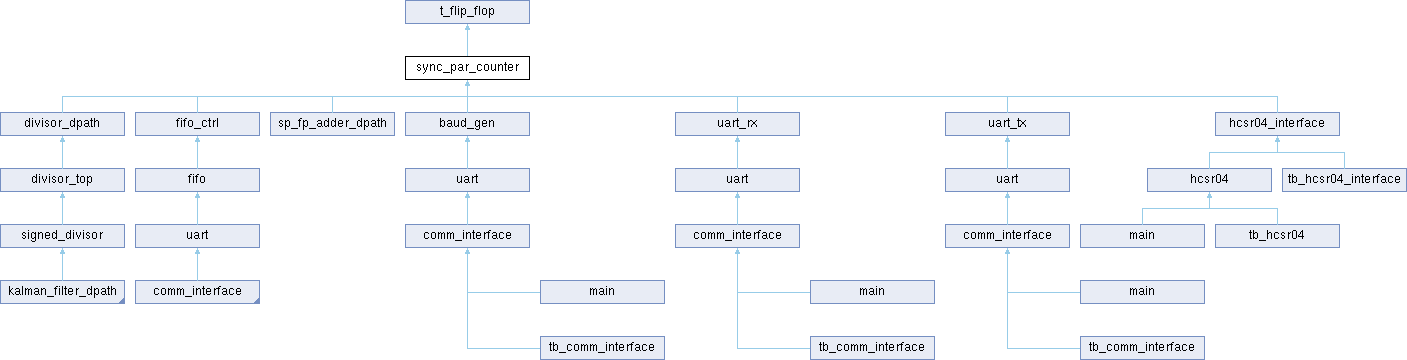 t_flip_flop
sync_par_counter
divisor_dpath fifo_ctrl sp_fp_adder_dpath baud_gen uart_rx uart_tx hcsr04_interface
divisor_top fifo uart uart uart hcsr04 tb_hcsr04_interface
signed_divisor uart comm_interface comm_interface comm_interface main tb_hcsr04
kalman_filter_dpath comm_interface main main main
tb_comm_interface tb_comm_interface tb_comm_interface